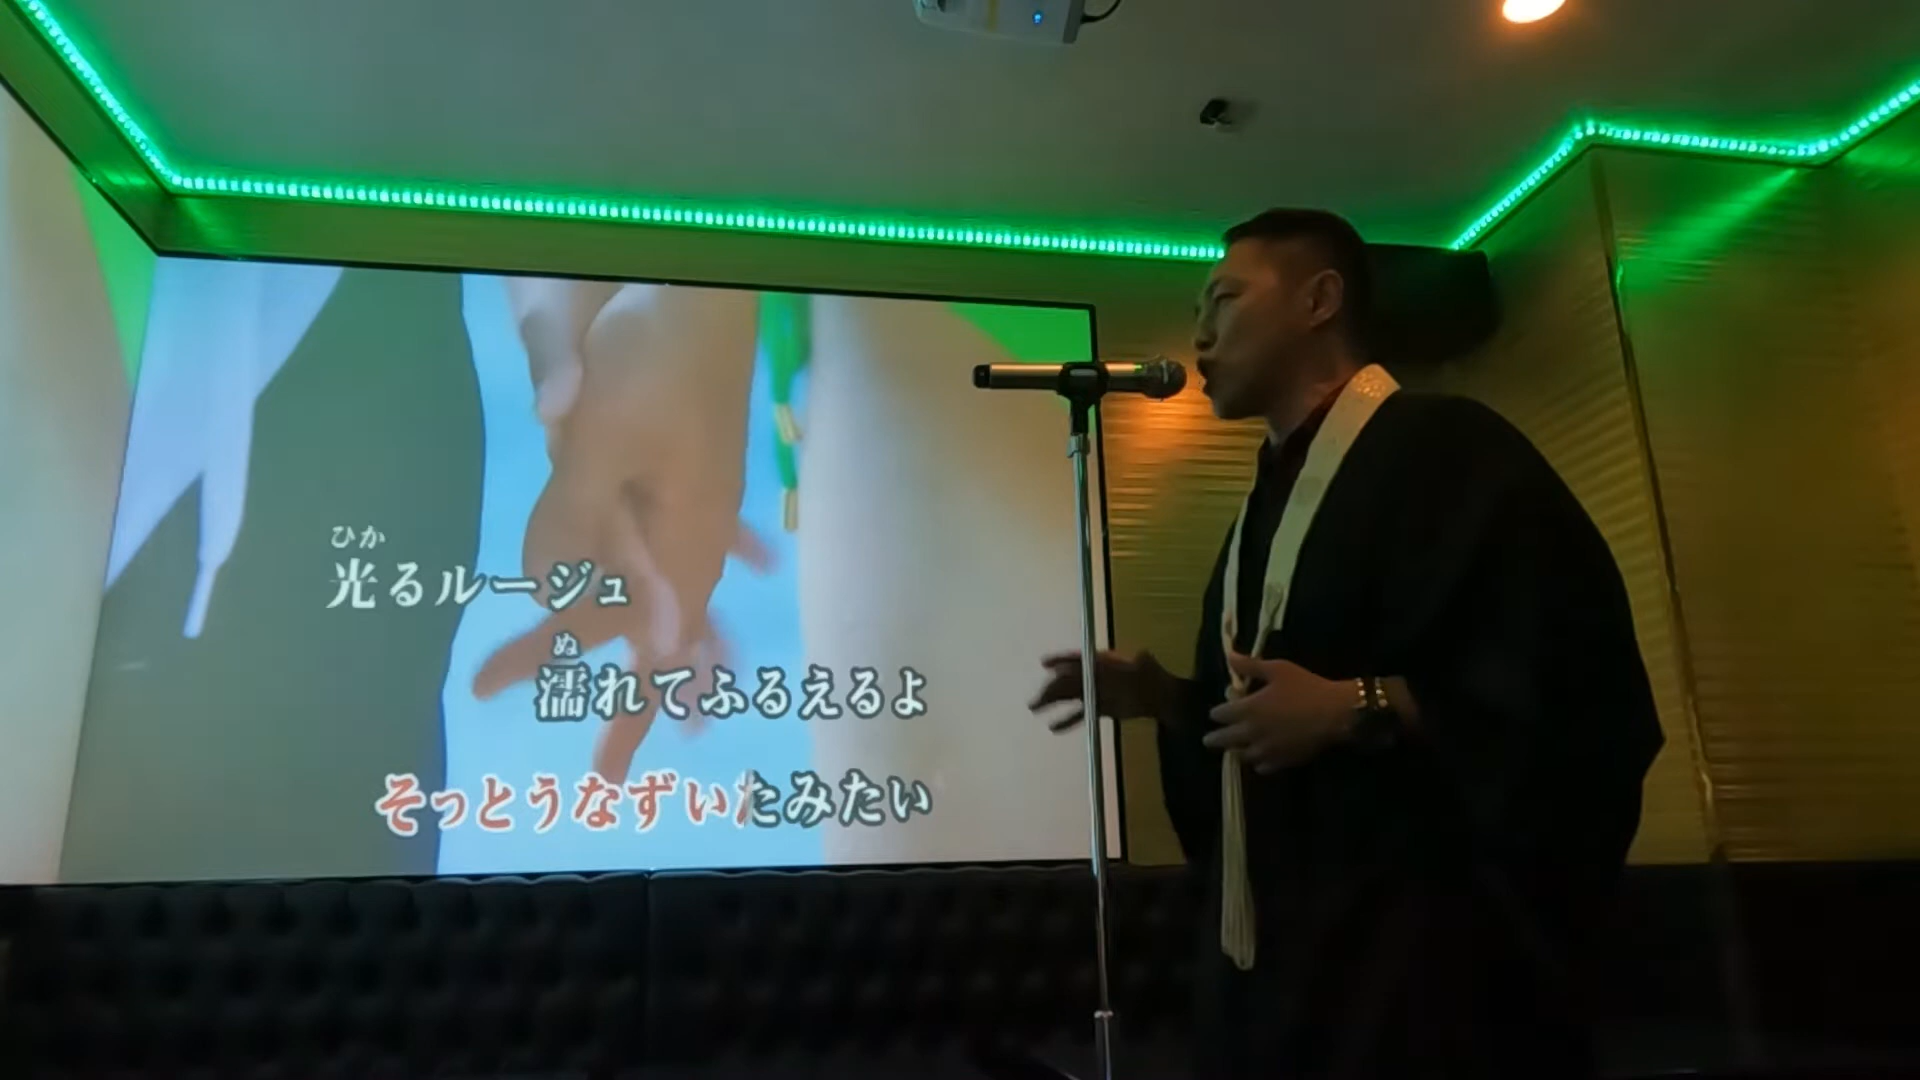 ひか
光るルージュ
ぬ
濡れてふるえるよ
そっとうなずいたみたい